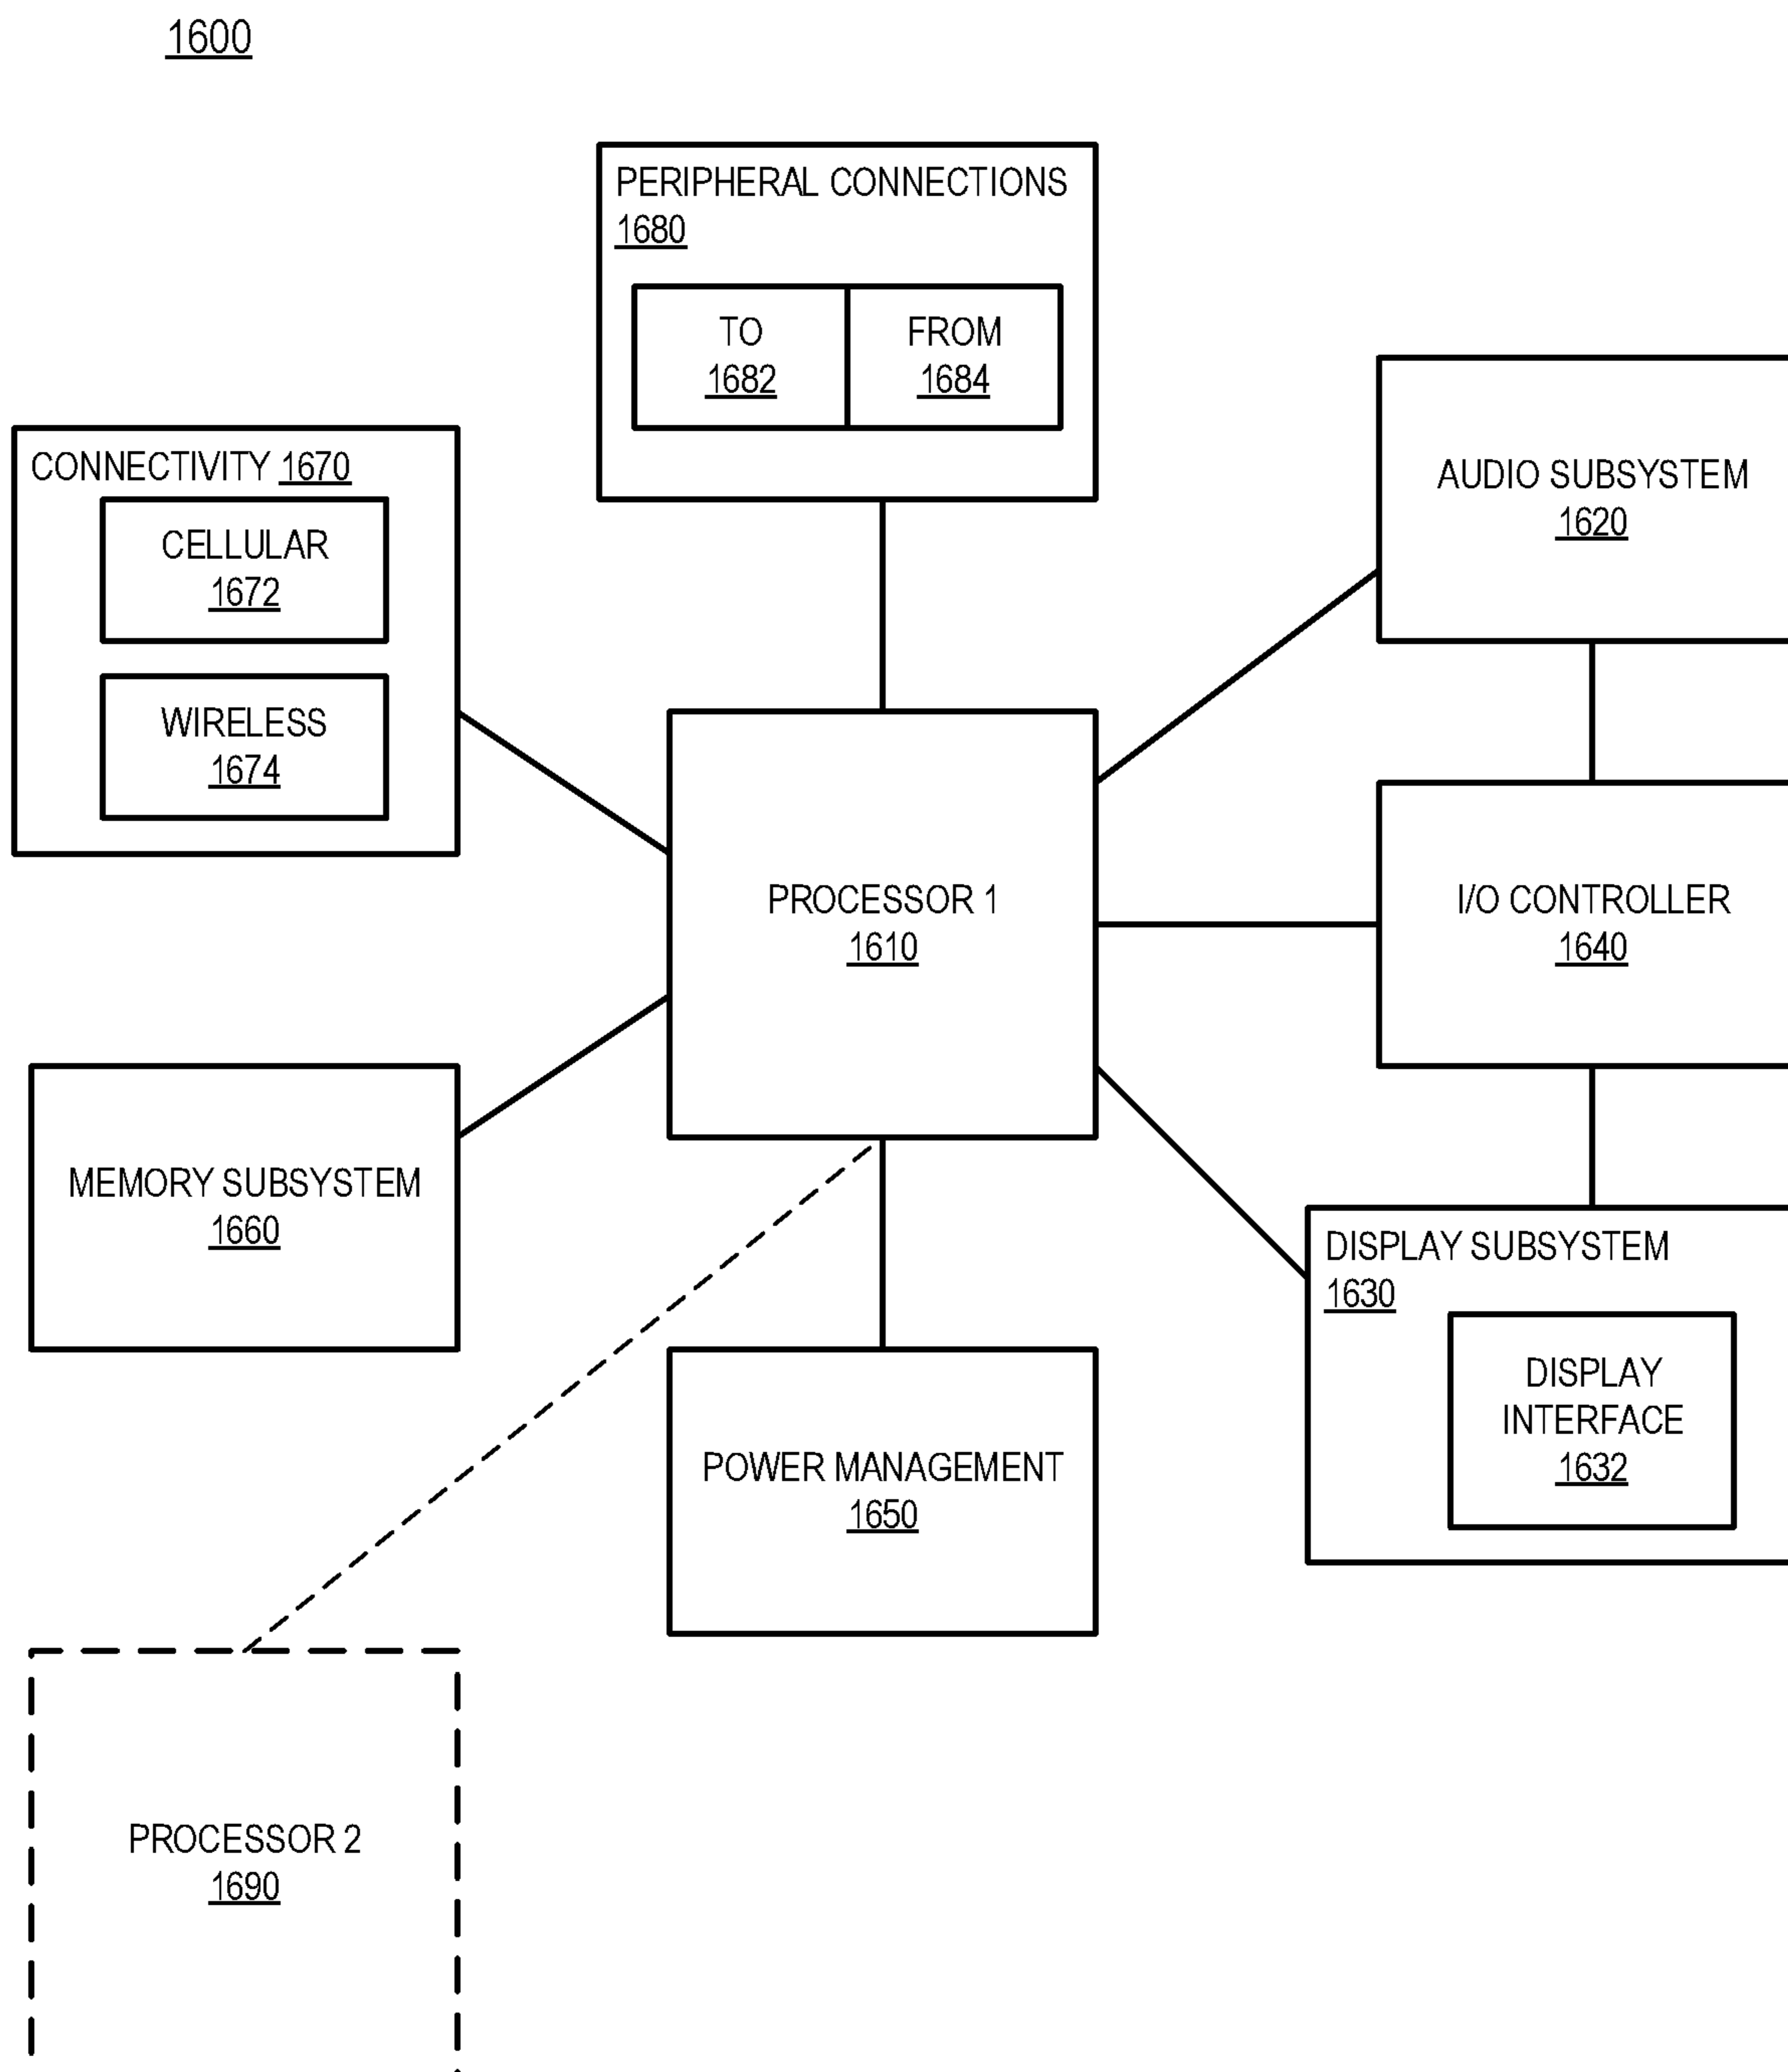 1600
PERIPHERAL CONNECTIONS
1680
TO
1682
FROM
1684
CONNECTIVITY 1670
CELLULAR
1672
WIRELESS
1674
AUDIO SUBSYSTEM
1620
PROCESSOR 1
1610
I/O CONTROLLER
1640
MEMORY SUBSYSTEM
1660
DISPLAY SUBSYSTEM
1630
DISPLAY
INTERFACE
1632
POWER MANAGEMENT
1650
PROCESSOR 2
1690